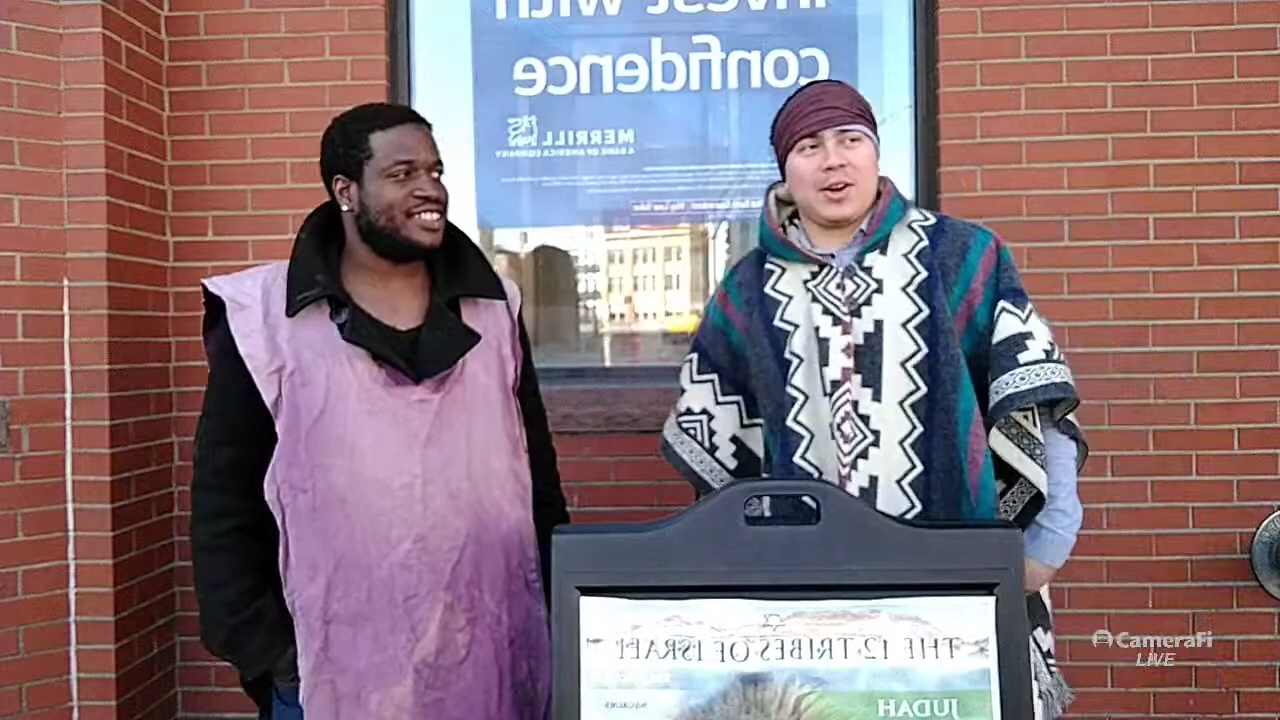 invest with
confidence
MERRILL
A BANK OF AMERICA COMPANY
THE 12 TRIBES OF ISRAEL
JUDAH
CameraFi
LIVE